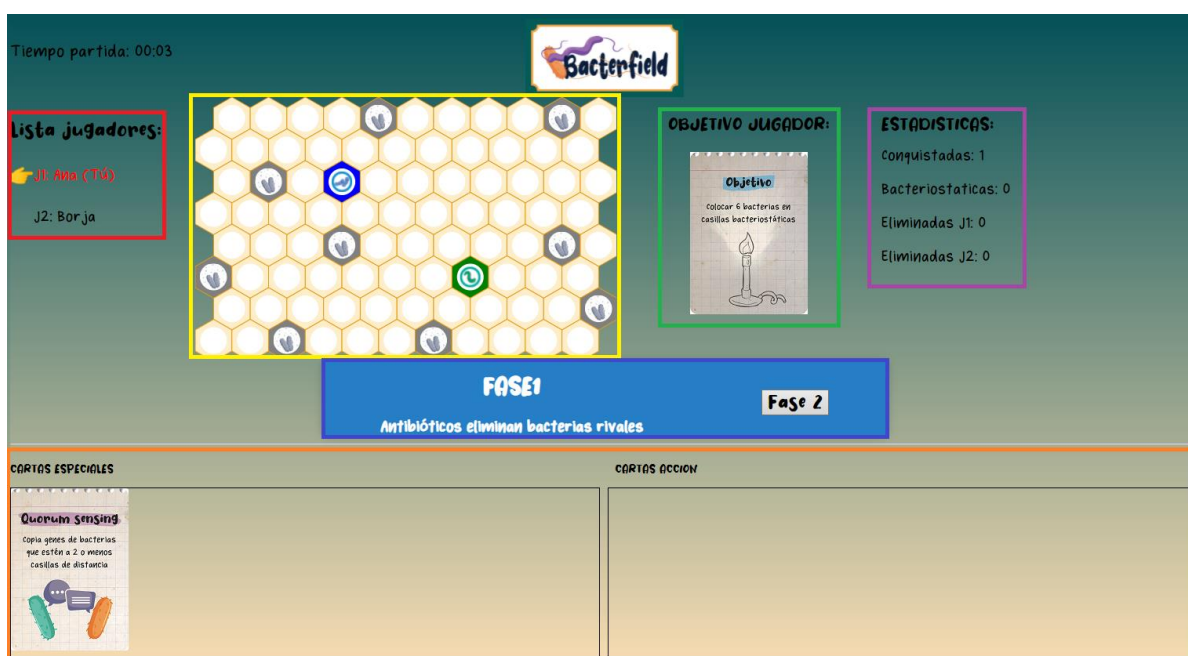 Tiempo partida: 00:03
Bacterfield
Lista jugadores:
J1: Ana (Tú)
J2: Borja
OBJETIVO JUGADOR:
Objetivo
Colocar 6 bacterias en
casillas bacteriostáticas
ESTADISTICAS:
Conquistadas: 1
Bacteriostaticas: 0
Eliminadas J1: 0
Eliminadas J2: 0
FASE1
Antibióticos eliminan bacterias rivales
Fase 2
CARTAS ESPECIALES
Quorum sensing
Copia genes de bacterias
que estén a 2 o menos
casillas de distancia
CARTAS ACCION